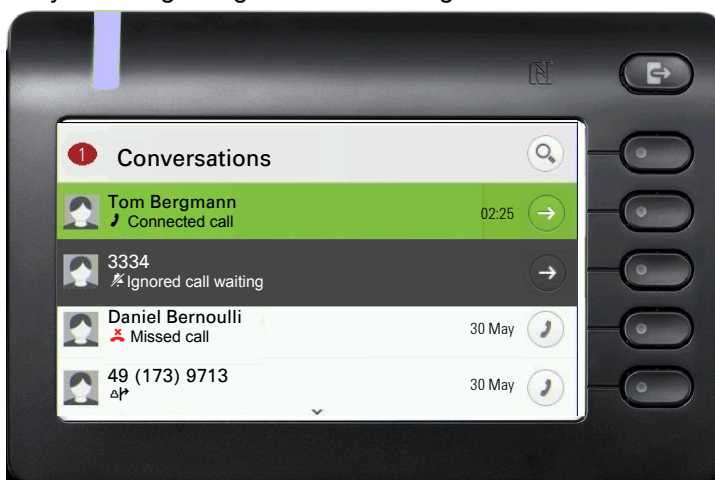 1 Conversations
Tom Bergmann
Connected call
02:25
3334
Ignored call waiting
Daniel Bernoulli
Missed call
30 May
49 (173) 9713
30 May